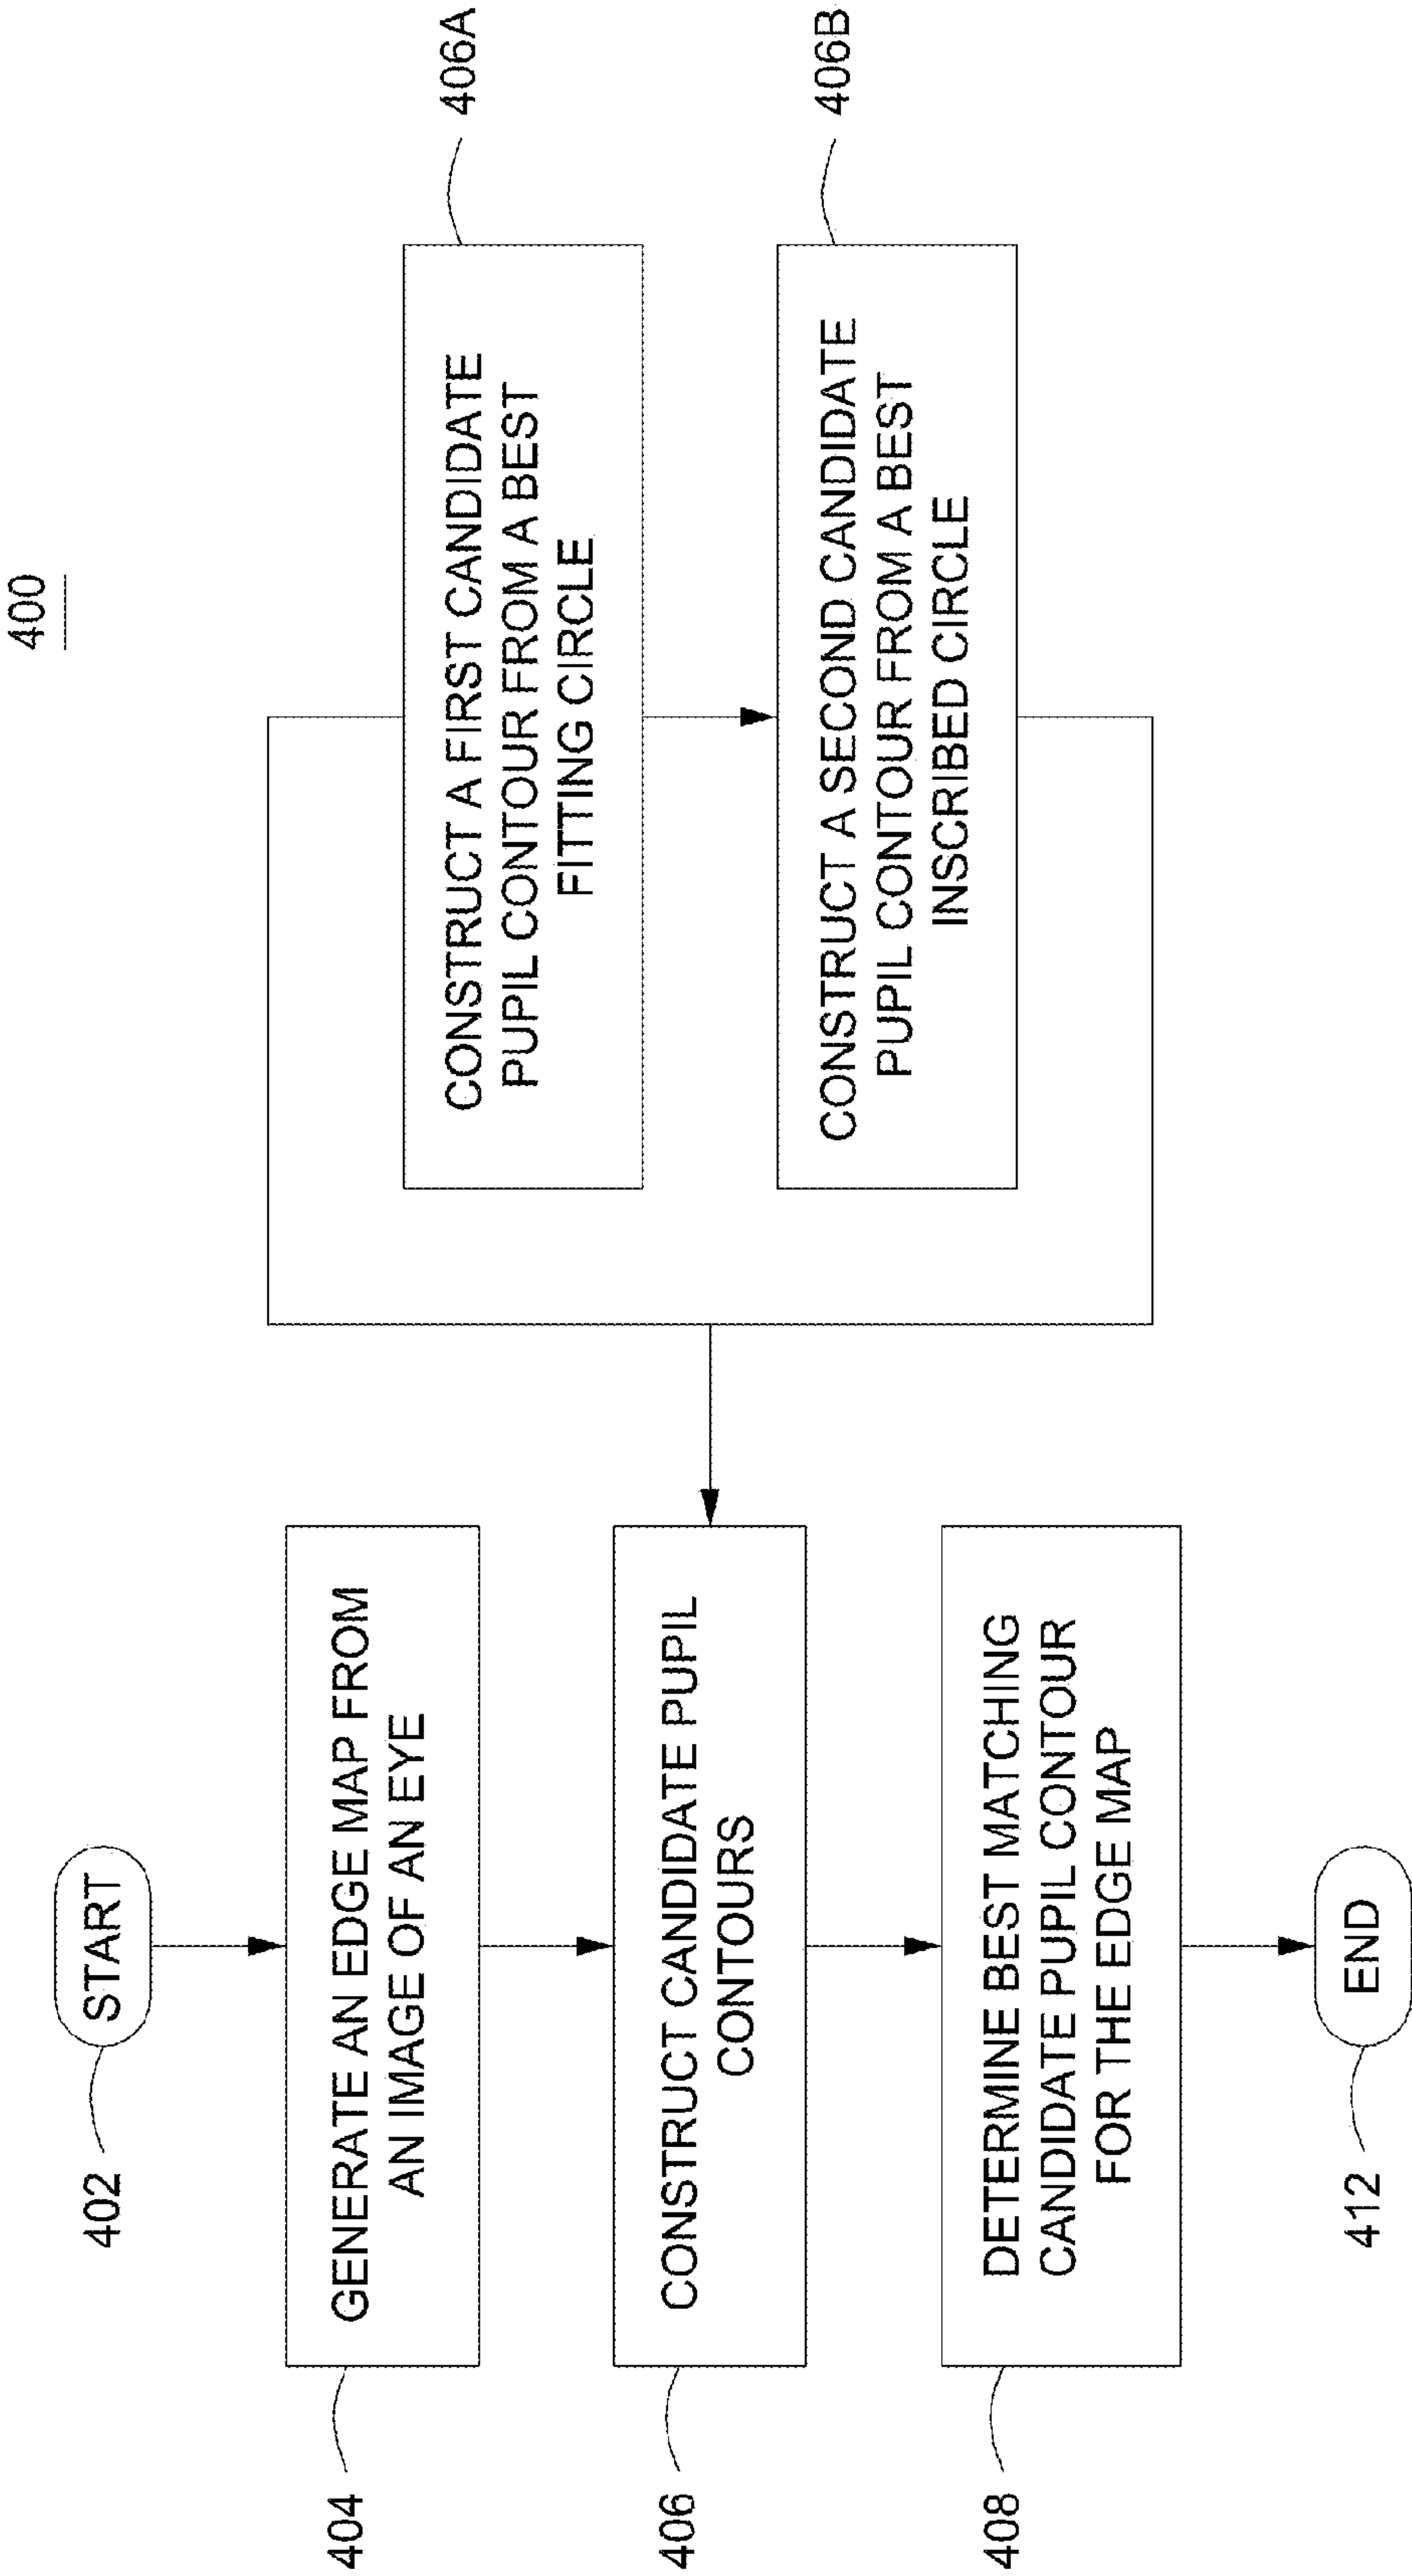 400
402
START
404
GENERATE AN EDGE MAP FROM
AN IMAGE OF AN EYE
406
CONSTRUCT CANDIDATE PUPIL
CONTOURS
408
DETERMINE BEST MATCHING
CANDIDATE PUPIL CONTOUR
FOR THE EDGE MAP
412
END
406A
CONSTRUCT A FIRST CANDIDATE
PUPIL CONTOUR FROM A BEST
FITTING CIRCLE
406B
CONSTRUCT A SECOND CANDIDATE
PUPIL CONTOUR FROM A BEST
INSCRIBED CIRCLE